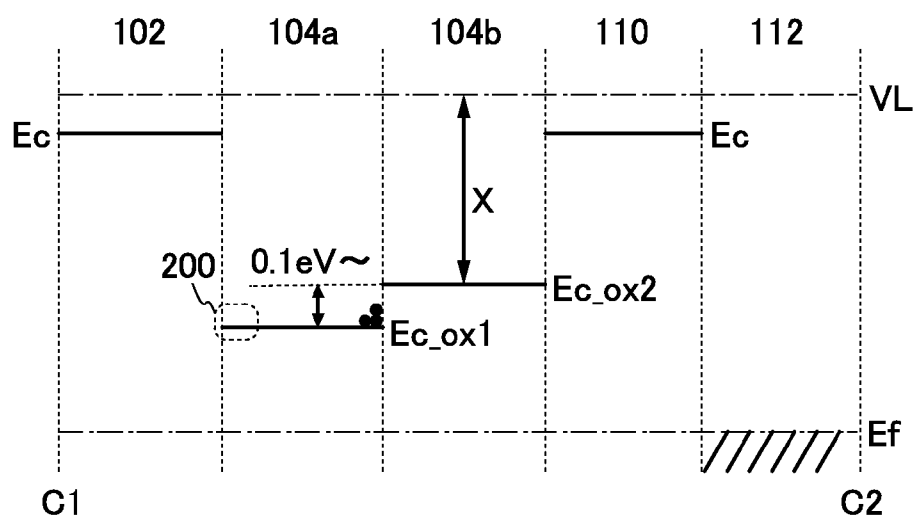 102 104a 104b 110 112
VL
Ec Ec
X
200 0.1eV～
Ec_ox2
Ec_ox1
Ef
C1 C2